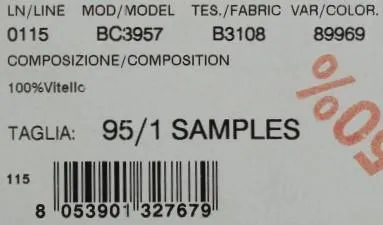 LN/LINE MOD/MODEL TES./FABRIC VAR/COLOR.
0115 BC3957 B3108 89969
COMPOSIZIONE/COMPOSITION
100%Vitello
50%
TAGLIA: 95/1 SAMPLES
115
8 053901 327679